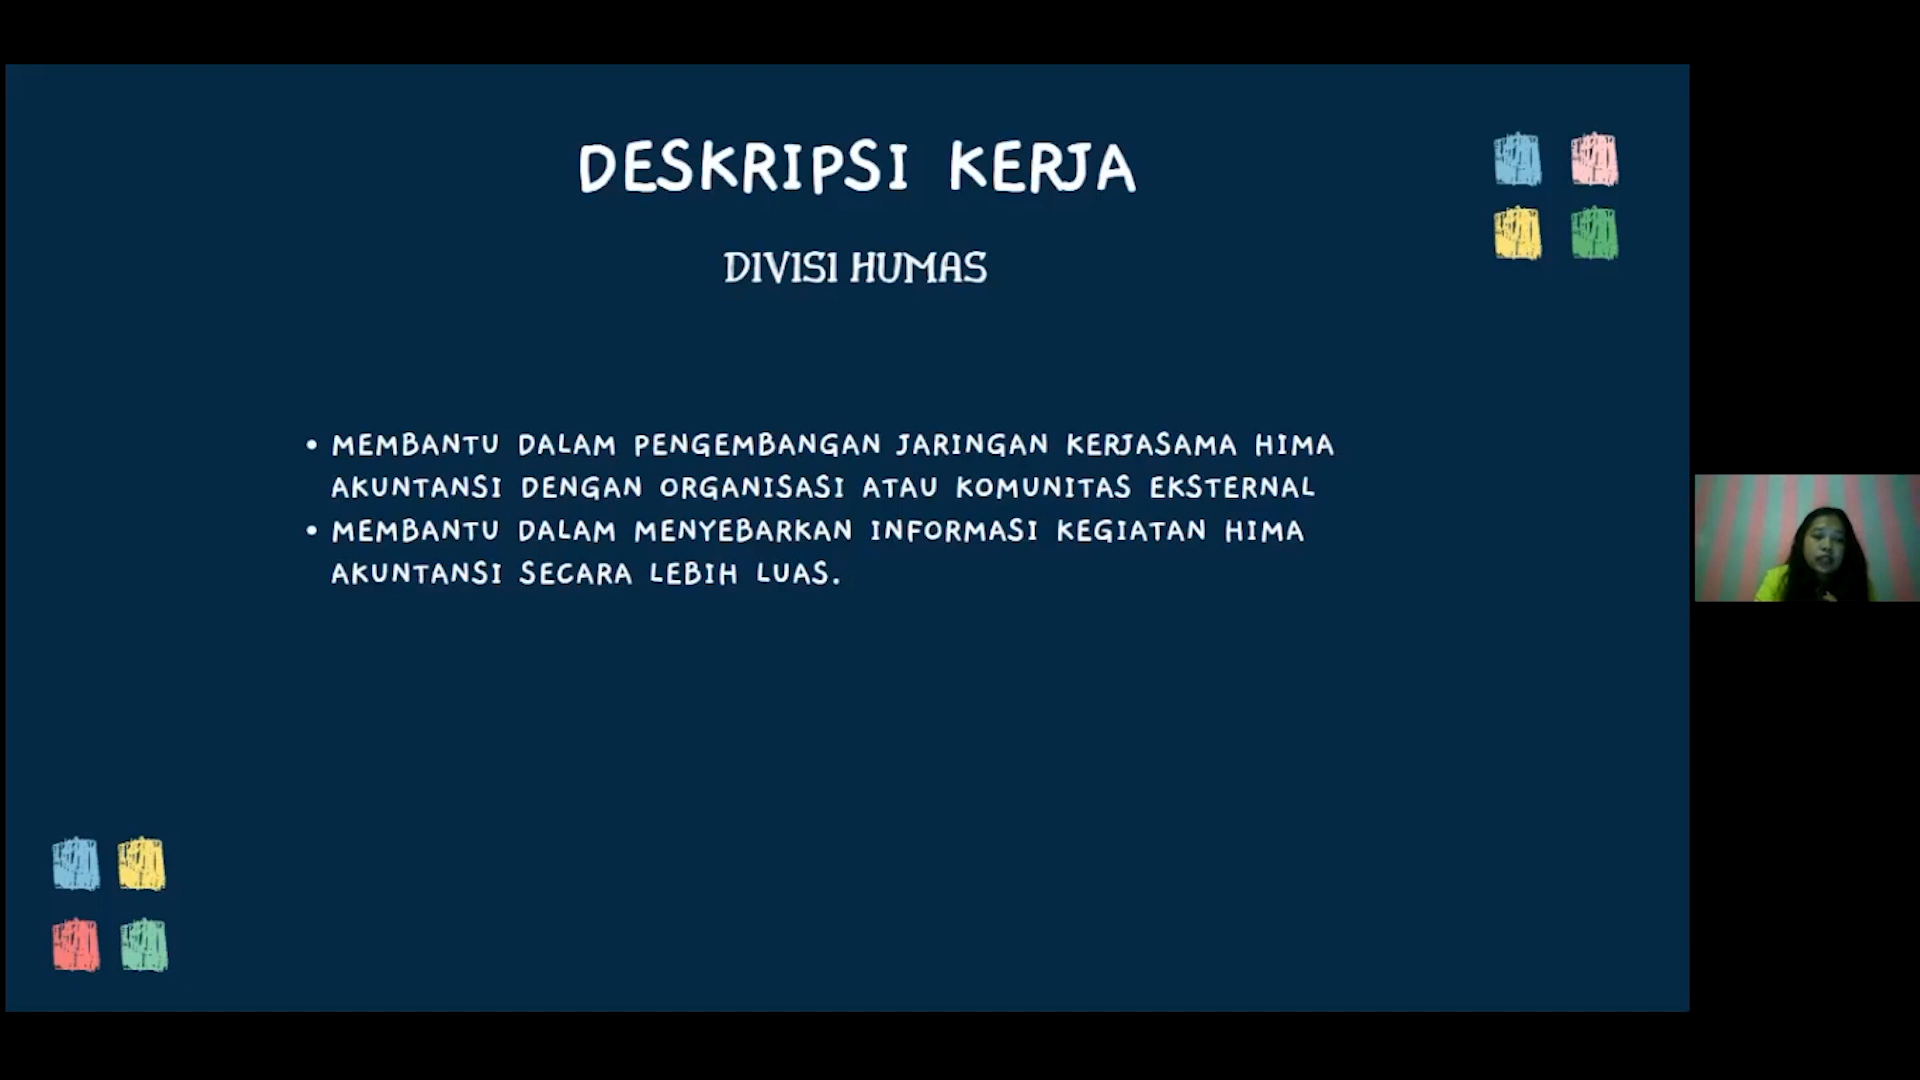 DESKRIPSI KERJA
DIVISI HUMAS
• MEMBANTU DALAM PENGEMBANGAN JARINGAN KERJASAMA HIMA
AKUNTANSI DENGAN ORGANISASI ATAU KOMUNITAS EKSTERNAL
• MEMBANTU DALAM MENYEBARKAN INFORMASI KEGIATAN HIMA
AKUNTANSI SECARA LEBIH LUAS.